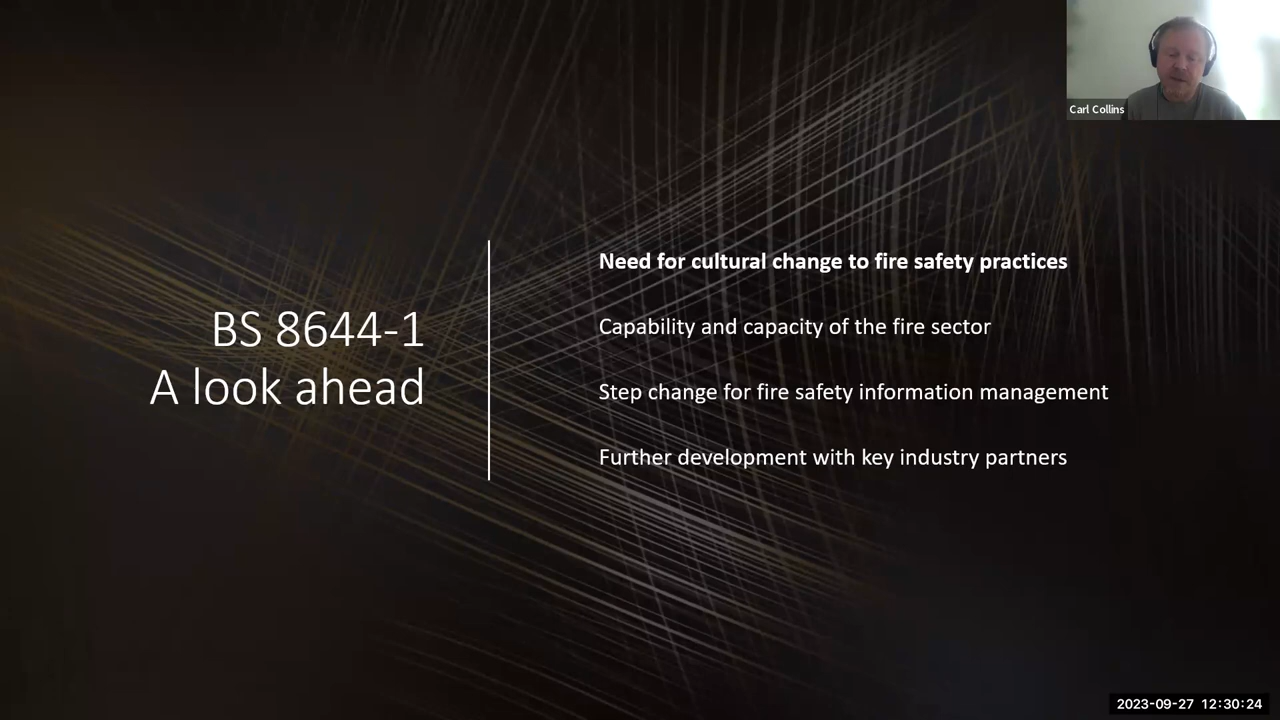 BS 8644-1
A look ahead
Need for cultural change to fire safety practices
Capability and capacity of the fire sector
Step change for fire safety information management
Further development with key industry partners
Carl Collins
2023-09-27 12:30:24